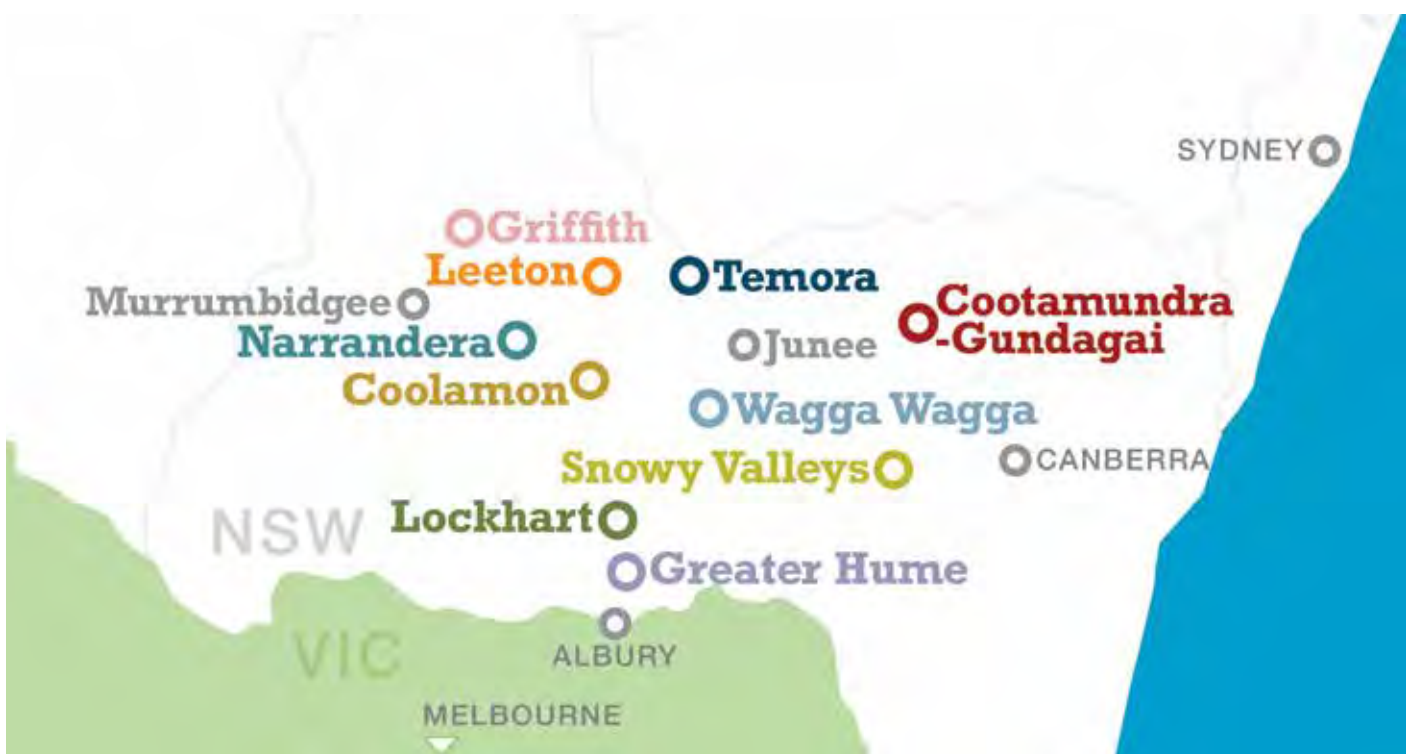 SYDNEY
Griffith
Leeton
Temora
Murrumbidgee
Cootamundra
-Gundagai
Narrandera
Junee
Coolamon
Wagga Wagga
Snowy Valleys
CANBERRA
Lockhart
NSW
Greater Hume
VIC
ALBURY
MELBOURNE